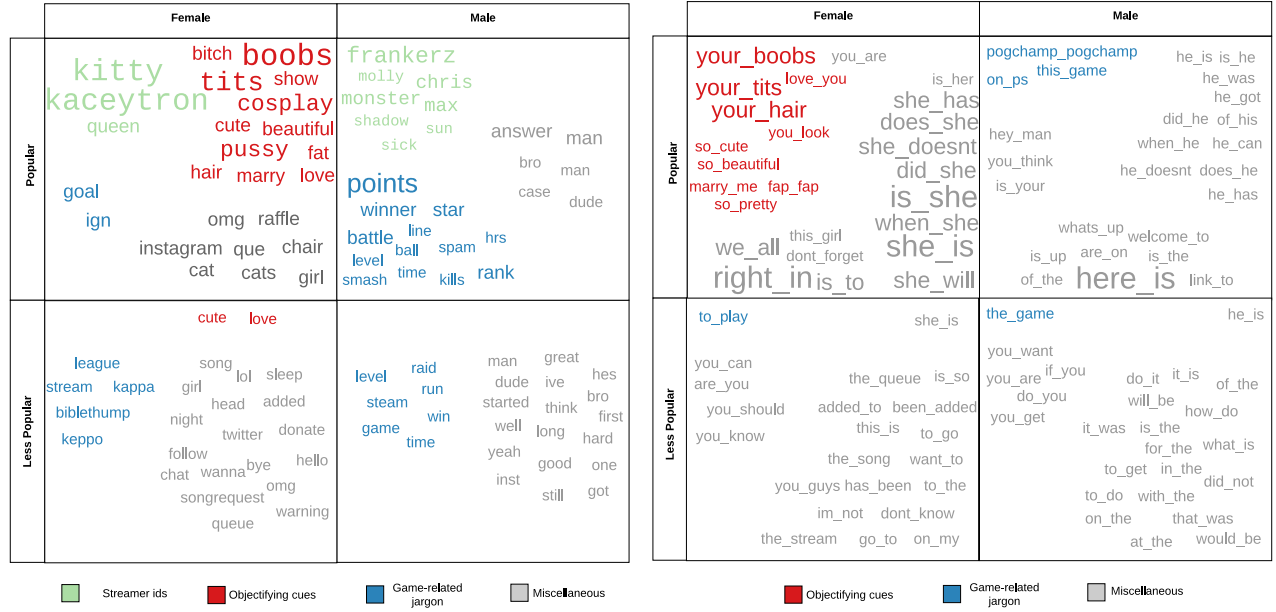 Female Male
Popular
kitty
kaceytron
queen
bitch boobs
tits show
cosplay
cute beautiful
pussy fat
hair marry love
goal
ign
omg raffle
instagram que chair
cat cats girl
frankerz
molly chris
monster max
shadow sun
sick
answer man
bro man
case dude
points
winner star
battle line
ball spam hrs
level
smash time kills rank
Less Popular
cute love
league
stream kappa
biblethump
keppo
song
lol sleep
girl
head added
night
twitter donate
follow
chat wanna bye hello
omg
songrequest
warning
queue
level raid
run
steam
win
game
time
man great
hes
dude ive
bro
started think
first
well long
hard
yeah
good one
inst
still got
Streamer ids Objectifying cues Game-related jargon Miscellaneous
Female Male
Popular
your_boobs you_are
love_you
your_tits is_her
your_hair she_has
you_look does_she
so_cute she_doesnt
so_beautiful did_she
marry_me fap_fap is_she
so_pretty
when_she
we_all this_girl she_is
dont_forget
right_in is_to she_will
pogchamp_pogchamp he_is is_he
this_game
on_ps he_was
he_got
did_he of_his
hey_man
when_he he_can
you_think
he_doesnt does_he
is_your
he_has
whats_up
welcome_to
is_up are_on is_the
of_the here_is link_to
Less Popular
to_play she_is
you_can
are_you the_queue is_so
you_should added_to been_added
this_is to_go
you_know
the_song want_to
you_guys has_been to_the
im_not dont_know
the_stream go_to on_my
the_game he_is
you_want
if_you
you_are do_it it_is of_the
do_you will_be
you_get how_do
it_was is_the
for_the what_is
to_get in_the
did_not
to_do with_the
on_the that_was
at_the would_be
Objectifying cues Game-related jargon Miscellaneous